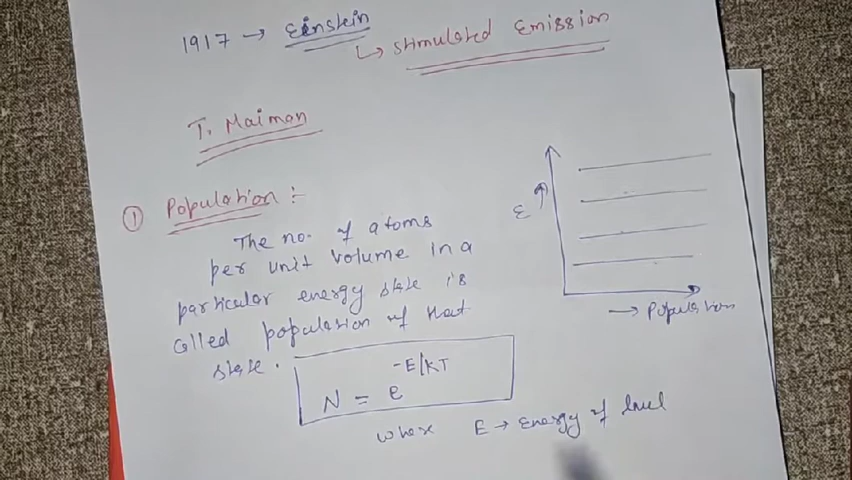 1917 → Einstein
↳ Stimulated Emission
T. Maiman
① Population :-
The no. of atoms
per unit volume in a
particular energy state is
called population of that
state.
N = e^-E/KT
where E → Energy of level
E ↑
→ Population